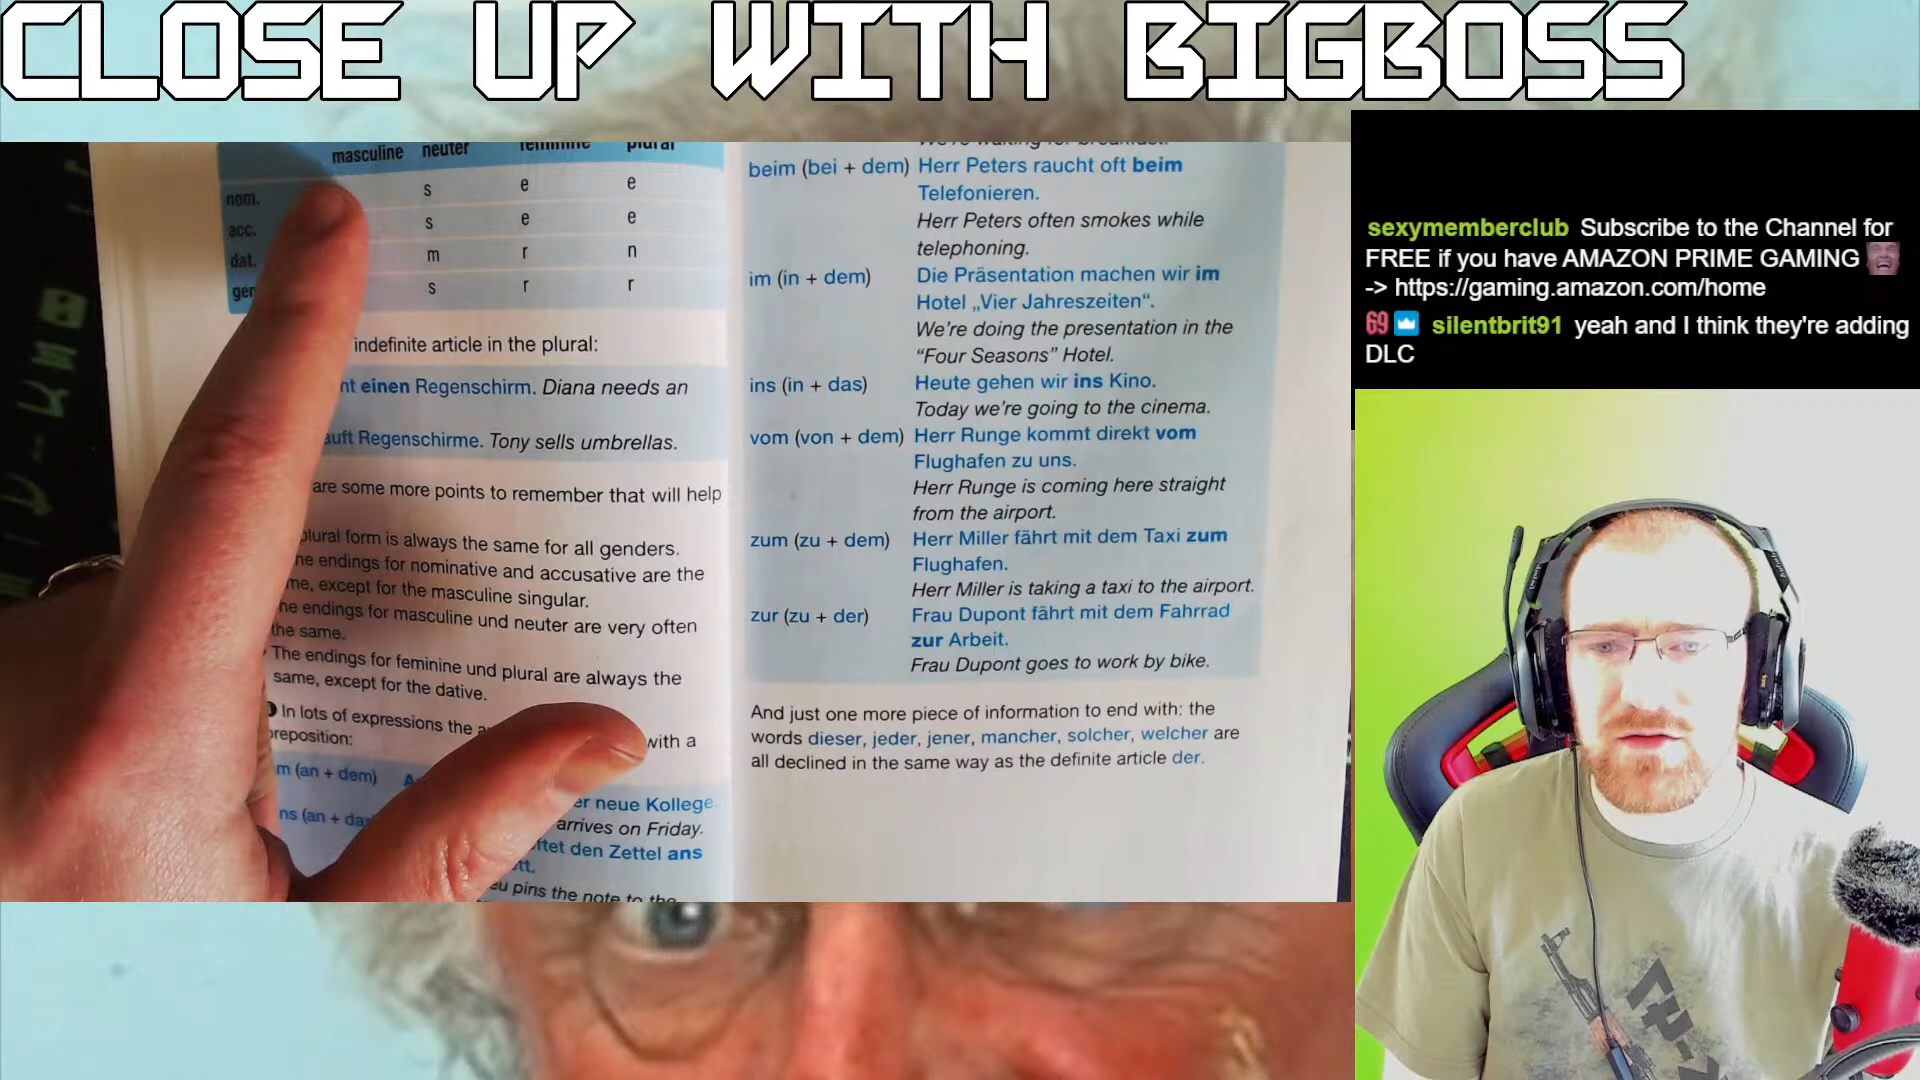 CLOSE UP WITH BIGBOSS
masculine neuter feminine plural
nom. s e e
acc. s e e
dat. m r n
gen s r r
indefinite article in the plural:
einen Regenschirm. Diana needs an
Regenschirme. Tony sells umbrellas.
are some more points to remember that will help
plural form is always the same for all genders.
endings for nominative and accusative are the
except for the masculine singular.
endings for masculine und neuter are very often
the same.
The endings for feminine und plural are always the
same, except for the dative.
In lots of expressions the with a
preposition:
(an + dem)
(an + das
neue Kollege.
arrives on Friday.
den Zettel ans
pins the note to the
beim (bei + dem) Herr Peters raucht oft beim
Telefonieren.
Herr Peters often smokes while
telephoning.
im (in + dem) Die Präsentation machen wir im
Hotel „Vier Jahreszeiten“.
We're doing the presentation in the
“Four Seasons” Hotel.
ins (in + das) Heute gehen wir ins Kino.
Today we're going to the cinema.
vom (von + dem) Herr Runge kommt direkt vom
Flughafen zu uns.
Herr Runge is coming here straight
from the airport.
zum (zu + dem) Herr Miller fährt mit dem Taxi zum
Flughafen.
Herr Miller is taking a taxi to the airport.
zur (zu + der) Frau Dupont fährt mit dem Fahrrad
zur Arbeit.
Frau Dupont goes to work by bike.
And just one more piece of information to end with: the
words dieser, jeder, jener, mancher, solcher, welcher are
all declined in the same way as the definite article der.
sexymemberclub Subscribe to the Channel for
FREE if you have AMAZON PRIME GAMING
-> https://gaming.amazon.com/home
69 silentbrit91 yeah and I think they're adding
DLC